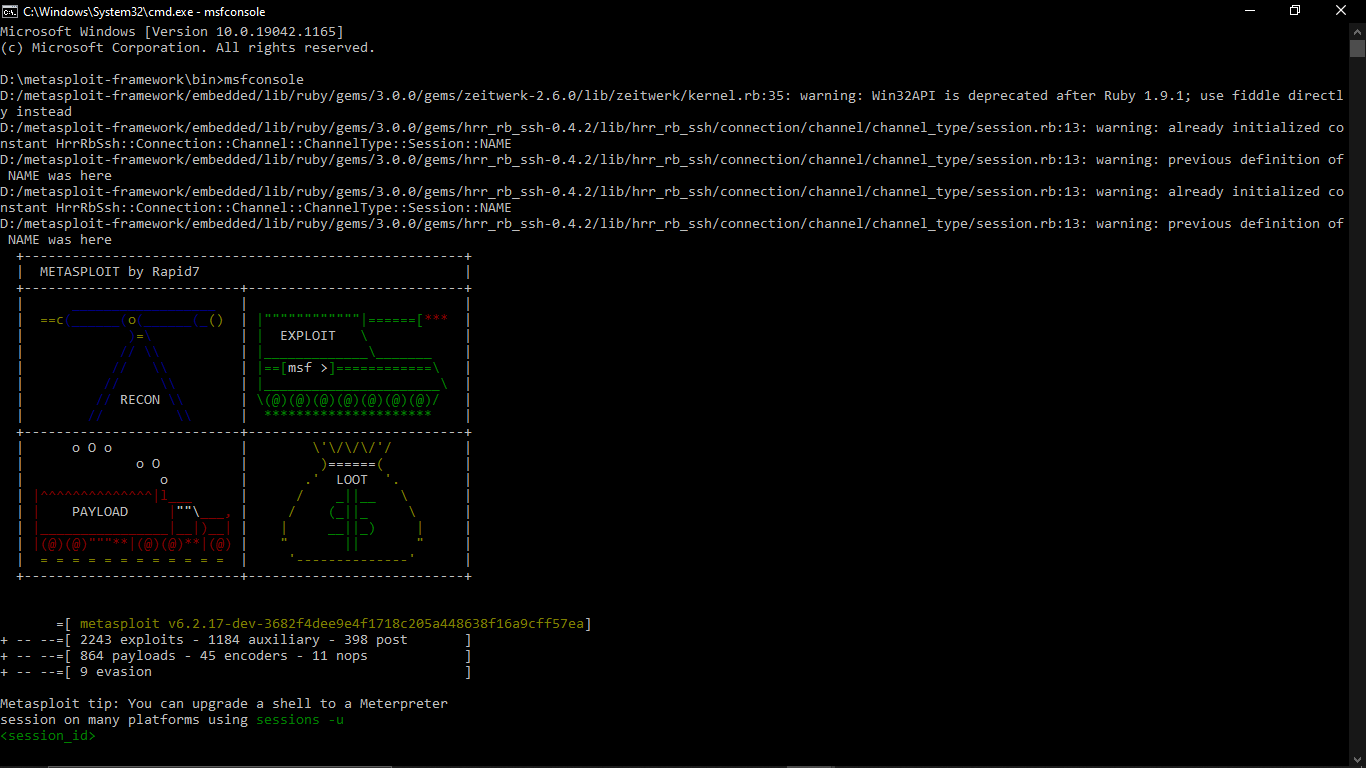 C:\Windows\System32\cmd.exe - msfconsole
Microsoft Windows [Version 10.0.19042.1165]
(c) Microsoft Corporation. All rights reserved.
D:\metasploit-framework\bin>msfconsole
D:/metasploit-framework/embedded/lib/ruby/gems/3.0.0/gems/zeitwerk-2.6.0/lib/zeitwerk/kernel.rb:35: warning: Win32API is deprecated after Ruby 1.9.1; use fiddle directl
y instead
D:/metasploit-framework/embedded/lib/ruby/gems/3.0.0/gems/hrr_rb_ssh-0.4.2/lib/hrr_rb_ssh/connection/channel/channel_type/session.rb:13: warning: already initialized co
nstant HrrRbSsh::Connection::Channel::ChannelType::Session::NAME
D:/metasploit-framework/embedded/lib/ruby/gems/3.0.0/gems/hrr_rb_ssh-0.4.2/lib/hrr_rb_ssh/connection/channel/channel_type/session.rb:13: warning: previous definition of
NAME was here
D:/metasploit-framework/embedded/lib/ruby/gems/3.0.0/gems/hrr_rb_ssh-0.4.2/lib/hrr_rb_ssh/connection/channel/channel_type/session.rb:13: warning: already initialized co
nstant HrrRbSsh::Connection::Channel::ChannelType::Session::NAME
D:/metasploit-framework/embedded/lib/ruby/gems/3.0.0/gems/hrr_rb_ssh-0.4.2/lib/hrr_rb_ssh/connection/channel/channel_type/session.rb:13: warning: previous definition of
NAME was here
METASPLOIT by Rapid7
EXPLOIT
==[msf >]============\
RECON
LOOT
PAYLOAD
=[ metasploit v6.2.17-dev-3682f4dee9e4f1718c205a448638f16a9cff57ea]
+ -- --=[ 2243 exploits - 1184 auxiliary - 398 post ]
+ -- --=[ 864 payloads - 45 encoders - 11 nops ]
+ -- --=[ 9 evasion ]
Metasploit tip: You can upgrade a shell to a Meterpreter
session on many platforms using sessions -u
<session_id>